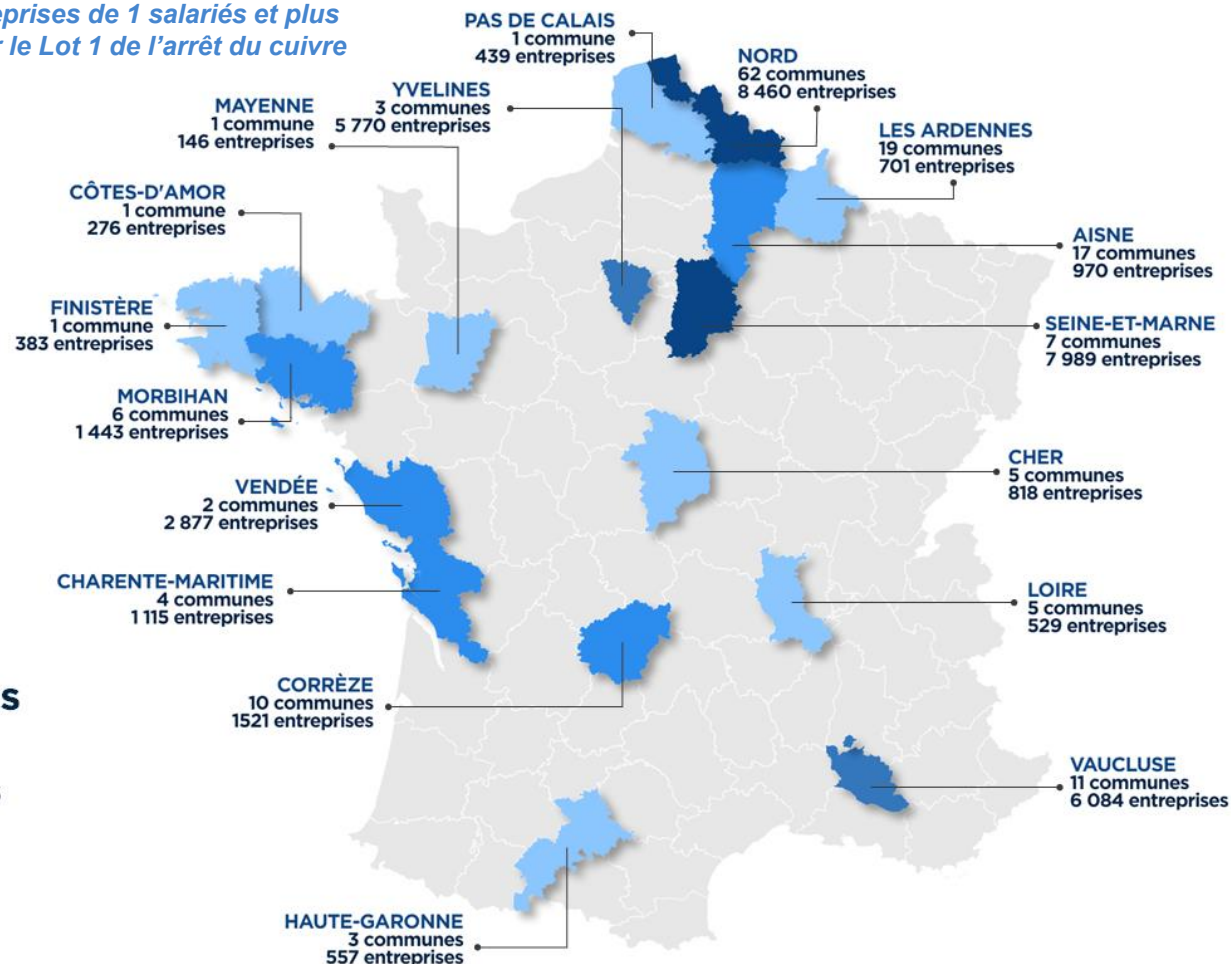 eprises de 1 salariés et plus
r le Lot 1 de l'arrêt du cuivre
PAS DE CALAIS
1 commune
439 entreprises
NORD
62 communes
8 460 entreprises
YVELINES
3 communes
5 770 entreprises
MAYENNE
1 commune
146 entreprises
LES ARDENNES
19 communes
701 entreprises
CÔTES-D'AMOR
1 commune
276 entreprises
AISNE
17 communes
970 entreprises
FINISTÈRE
1 commune
383 entreprises
SEINE-ET-MARNE
7 communes
7 989 entreprises
MORBIHAN
6 communes
1 443 entreprises
CHER
5 communes
818 entreprises
VENDÉE
2 communes
2 877 entreprises
CHARENTE-MARITIME
4 communes
1 115 entreprises
LOIRE
5 communes
529 entreprises
CORRÈZE
10 communes
1521 entreprises
s
VAUCLUSE
11 communes
6 084 entreprises
HAUTE-GARONNE
3 communes
557 entreprises